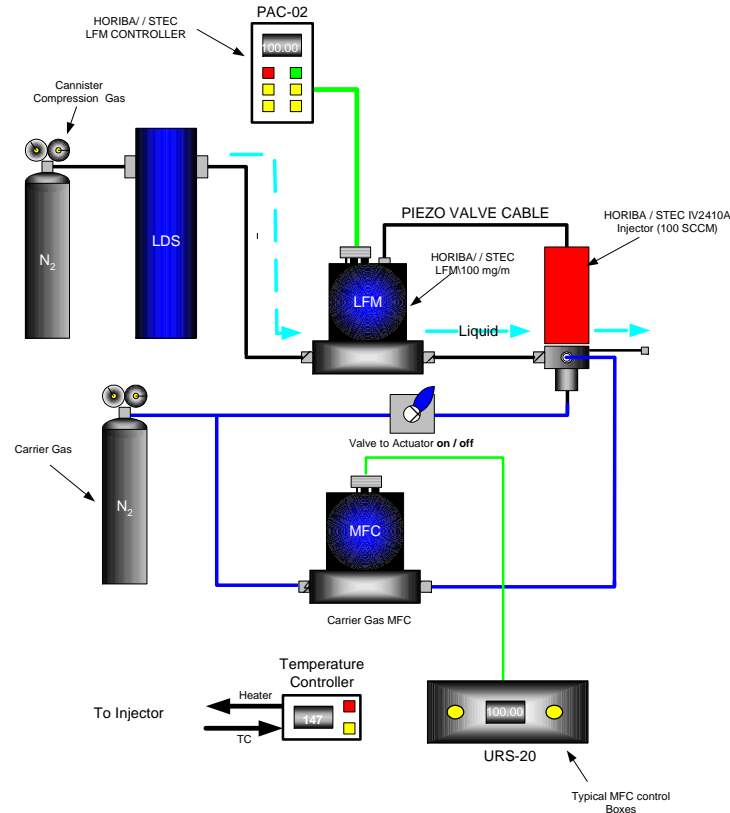 PAC-02
HORIBA/ / STEC
LFM CONTROLLER
100.00
Cannister
Compression Gas
N2
LDS
PIEZO VALVE CABLE
HORIBA / STEC IV2410A
Injector (100 SCCM)
HORIBA/ / STEC
LFM\100 mg/m
LFM
Liquid
Valve to Actuator on / off
Carrier Gas
N2
MFC
Carrier Gas MFC
Temperature
Controller
Heater
To Injector
147
TC
100.00
URS-20
Typical MFC control
Boxes